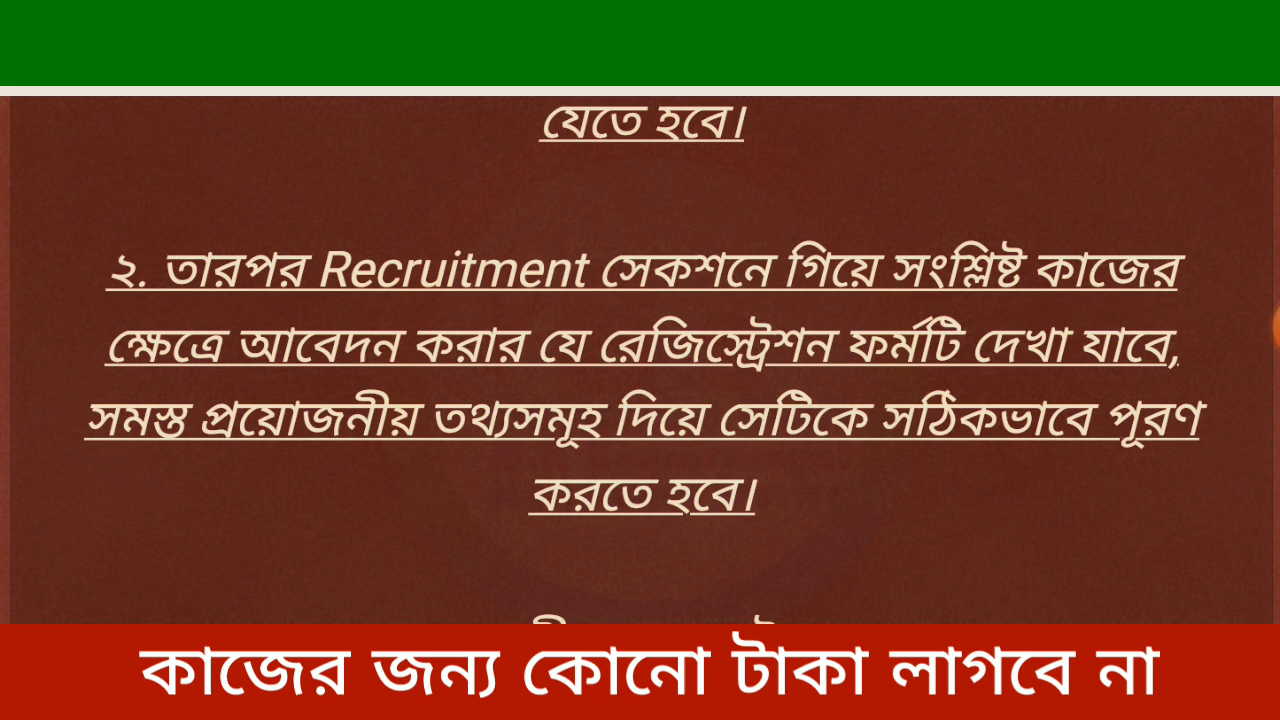 যেতে হবে।
২. তারপর Recruitment সেকশনে গিয়ে সংশ্লিষ্ট কাজের
ক্ষেত্রে আবেদন করার যে রেজিস্ট্রেশন ফর্মটি দেখা যাবে,
সমস্ত প্রয়োজনীয় তথ্যসমূহ দিয়ে সেটিকে সঠিকভাবে পূরণ
করতে হবে।
কাজের জন্য কোনো টাকা লাগবে না